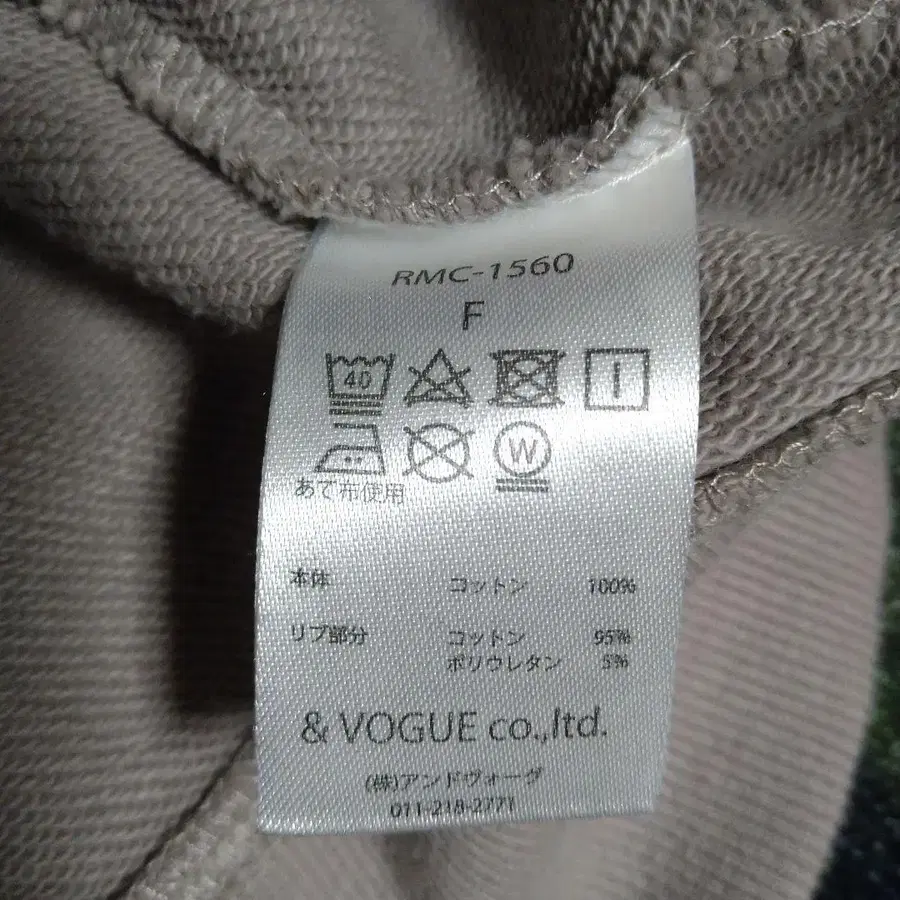 RMC-1560
F
40
W
あて布使用
本体 コットン 100%
リブ部分 コットン 95%
ポリウレタン 5%
& VOGUE co.,ltd.
(株)アンドヴォーグ
011-218-2771